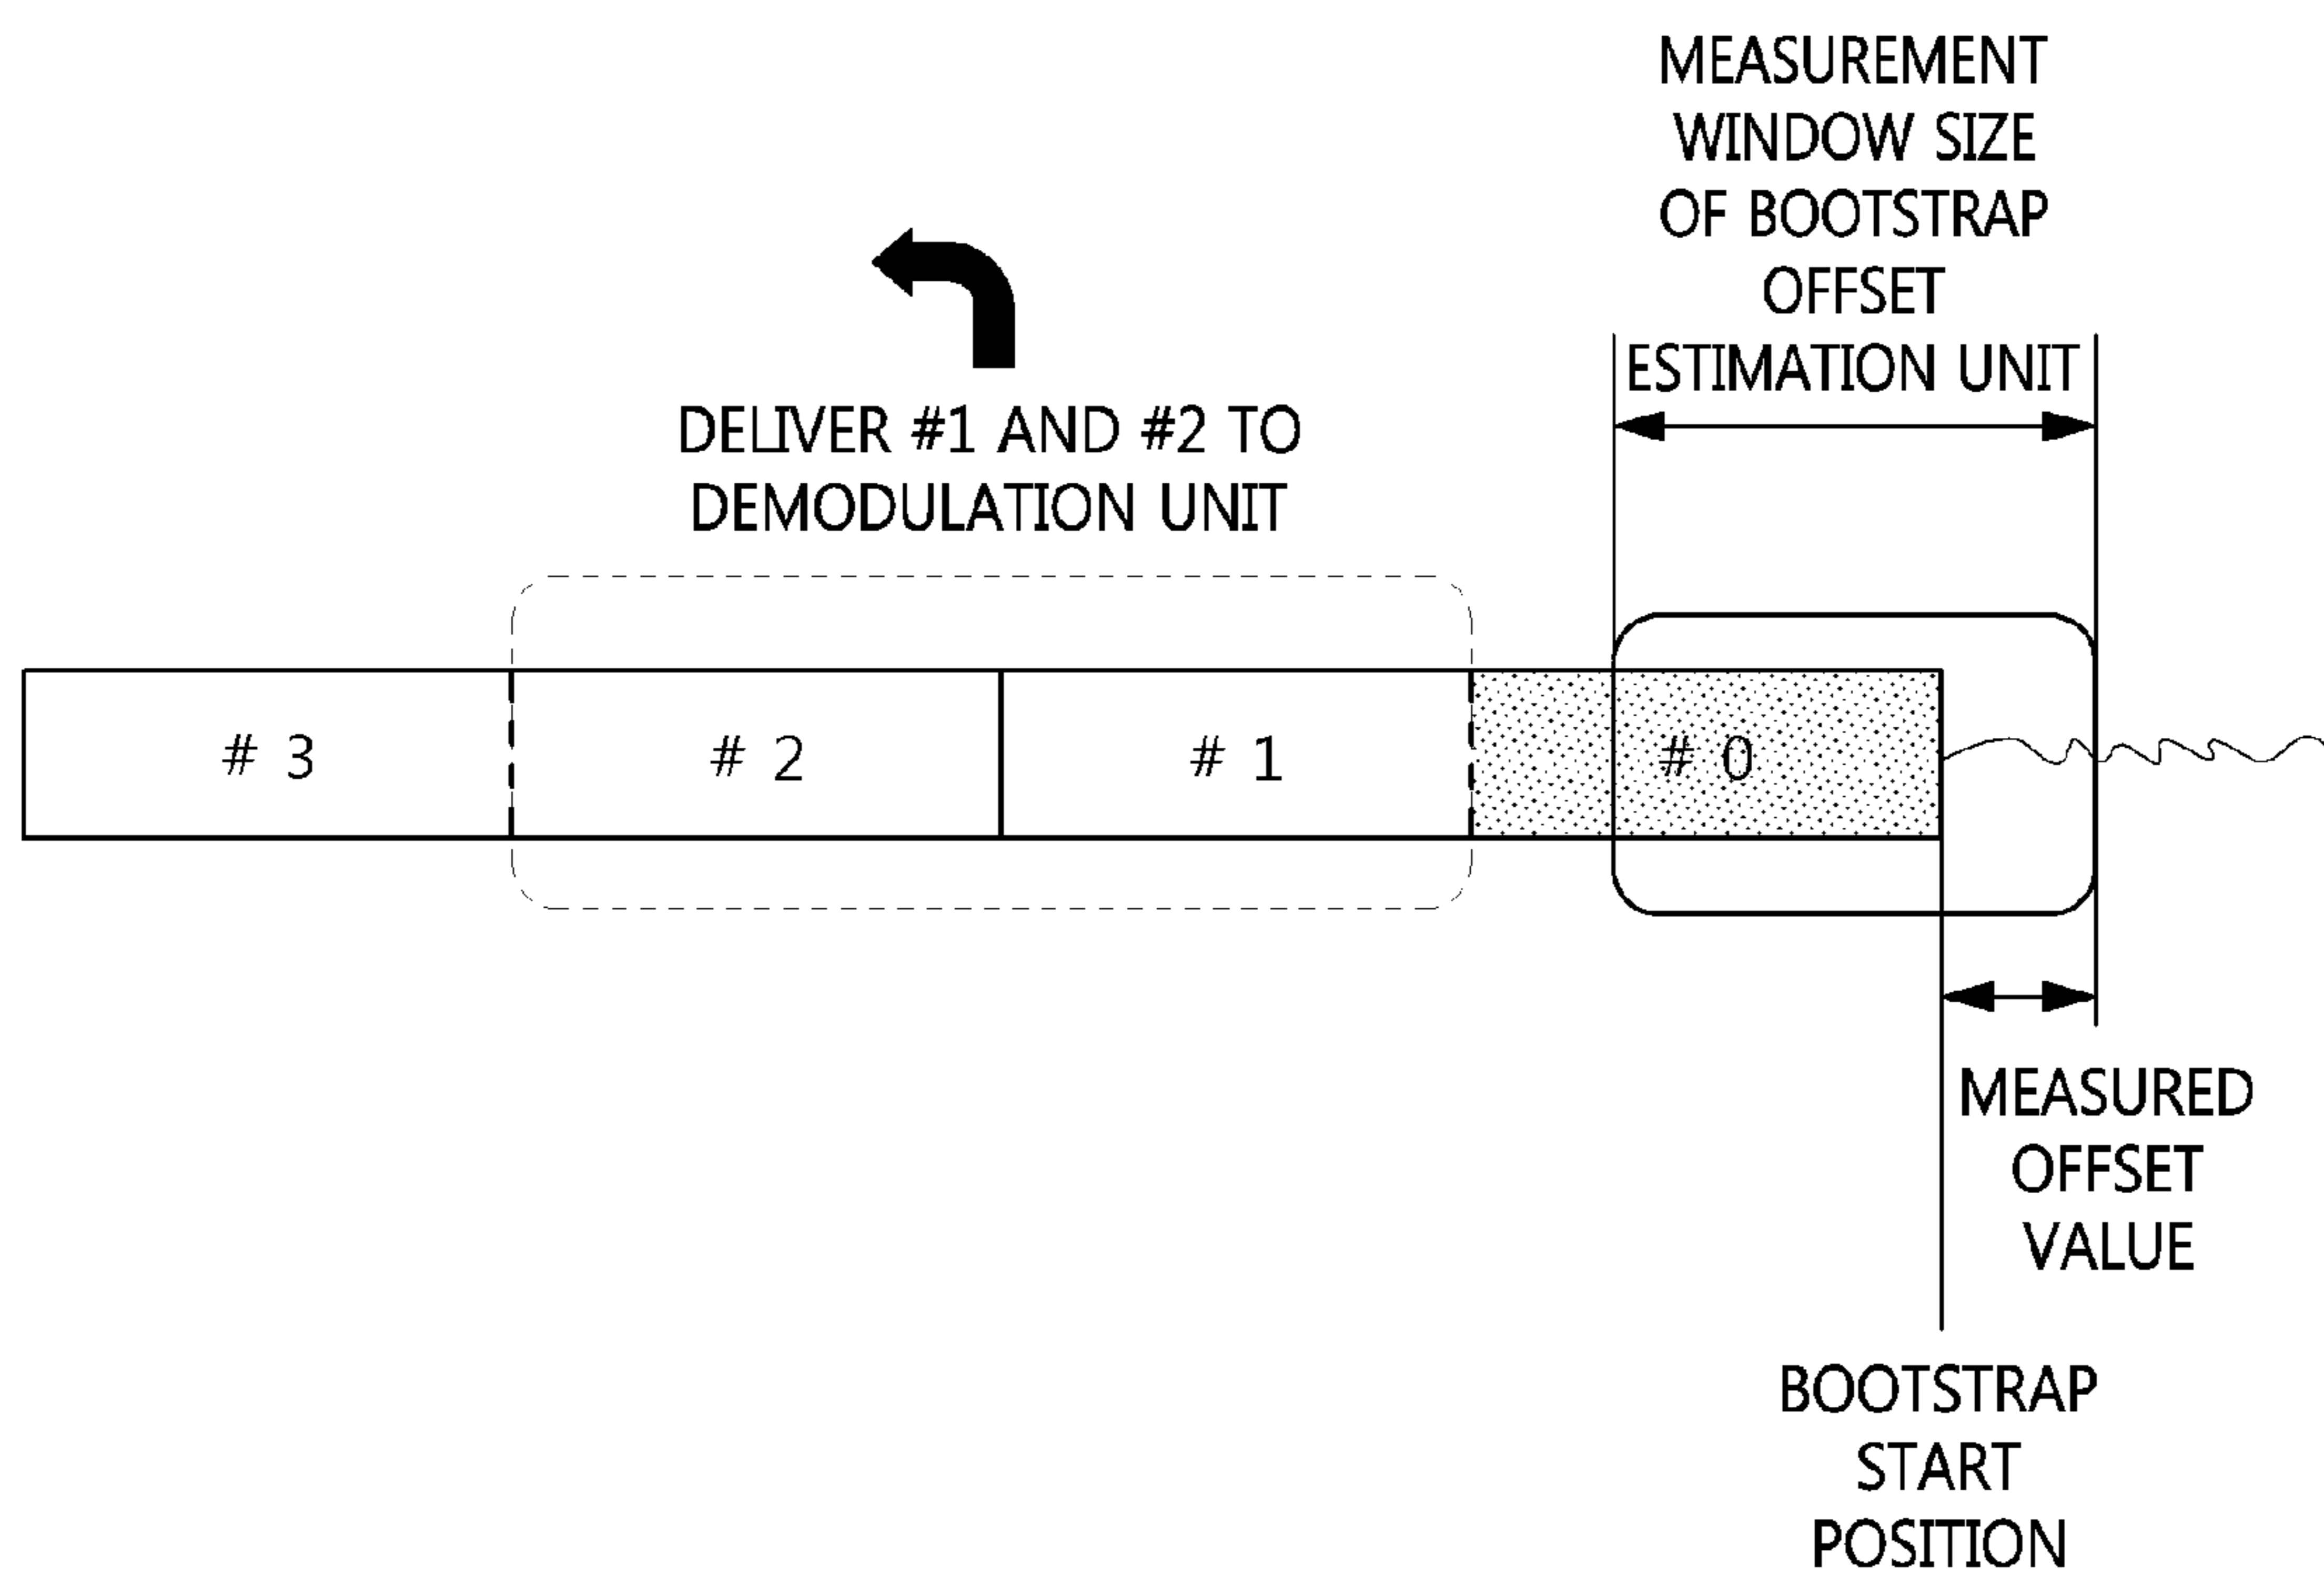 MEASUREMENT
WINDOW SIZE
OF BOOTSTRAP
OFFSET
ESTIMATION UNIT
DELIVER #1 AND #2 TO
DEMODULATION UNIT
# 3
# 2
# 1
# 0
MEASURED
OFFSET
VALUE
BOOTSTRAP
START
POSITION